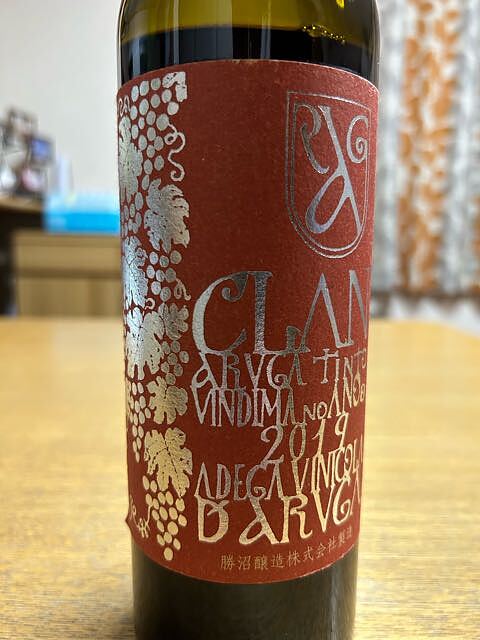 CLAN
ARUGA TINTO
VINDIMA NO ANO DE
2019
ADEGA VINICOLA
D'ARUGA
勝沼醸造株式会社製造